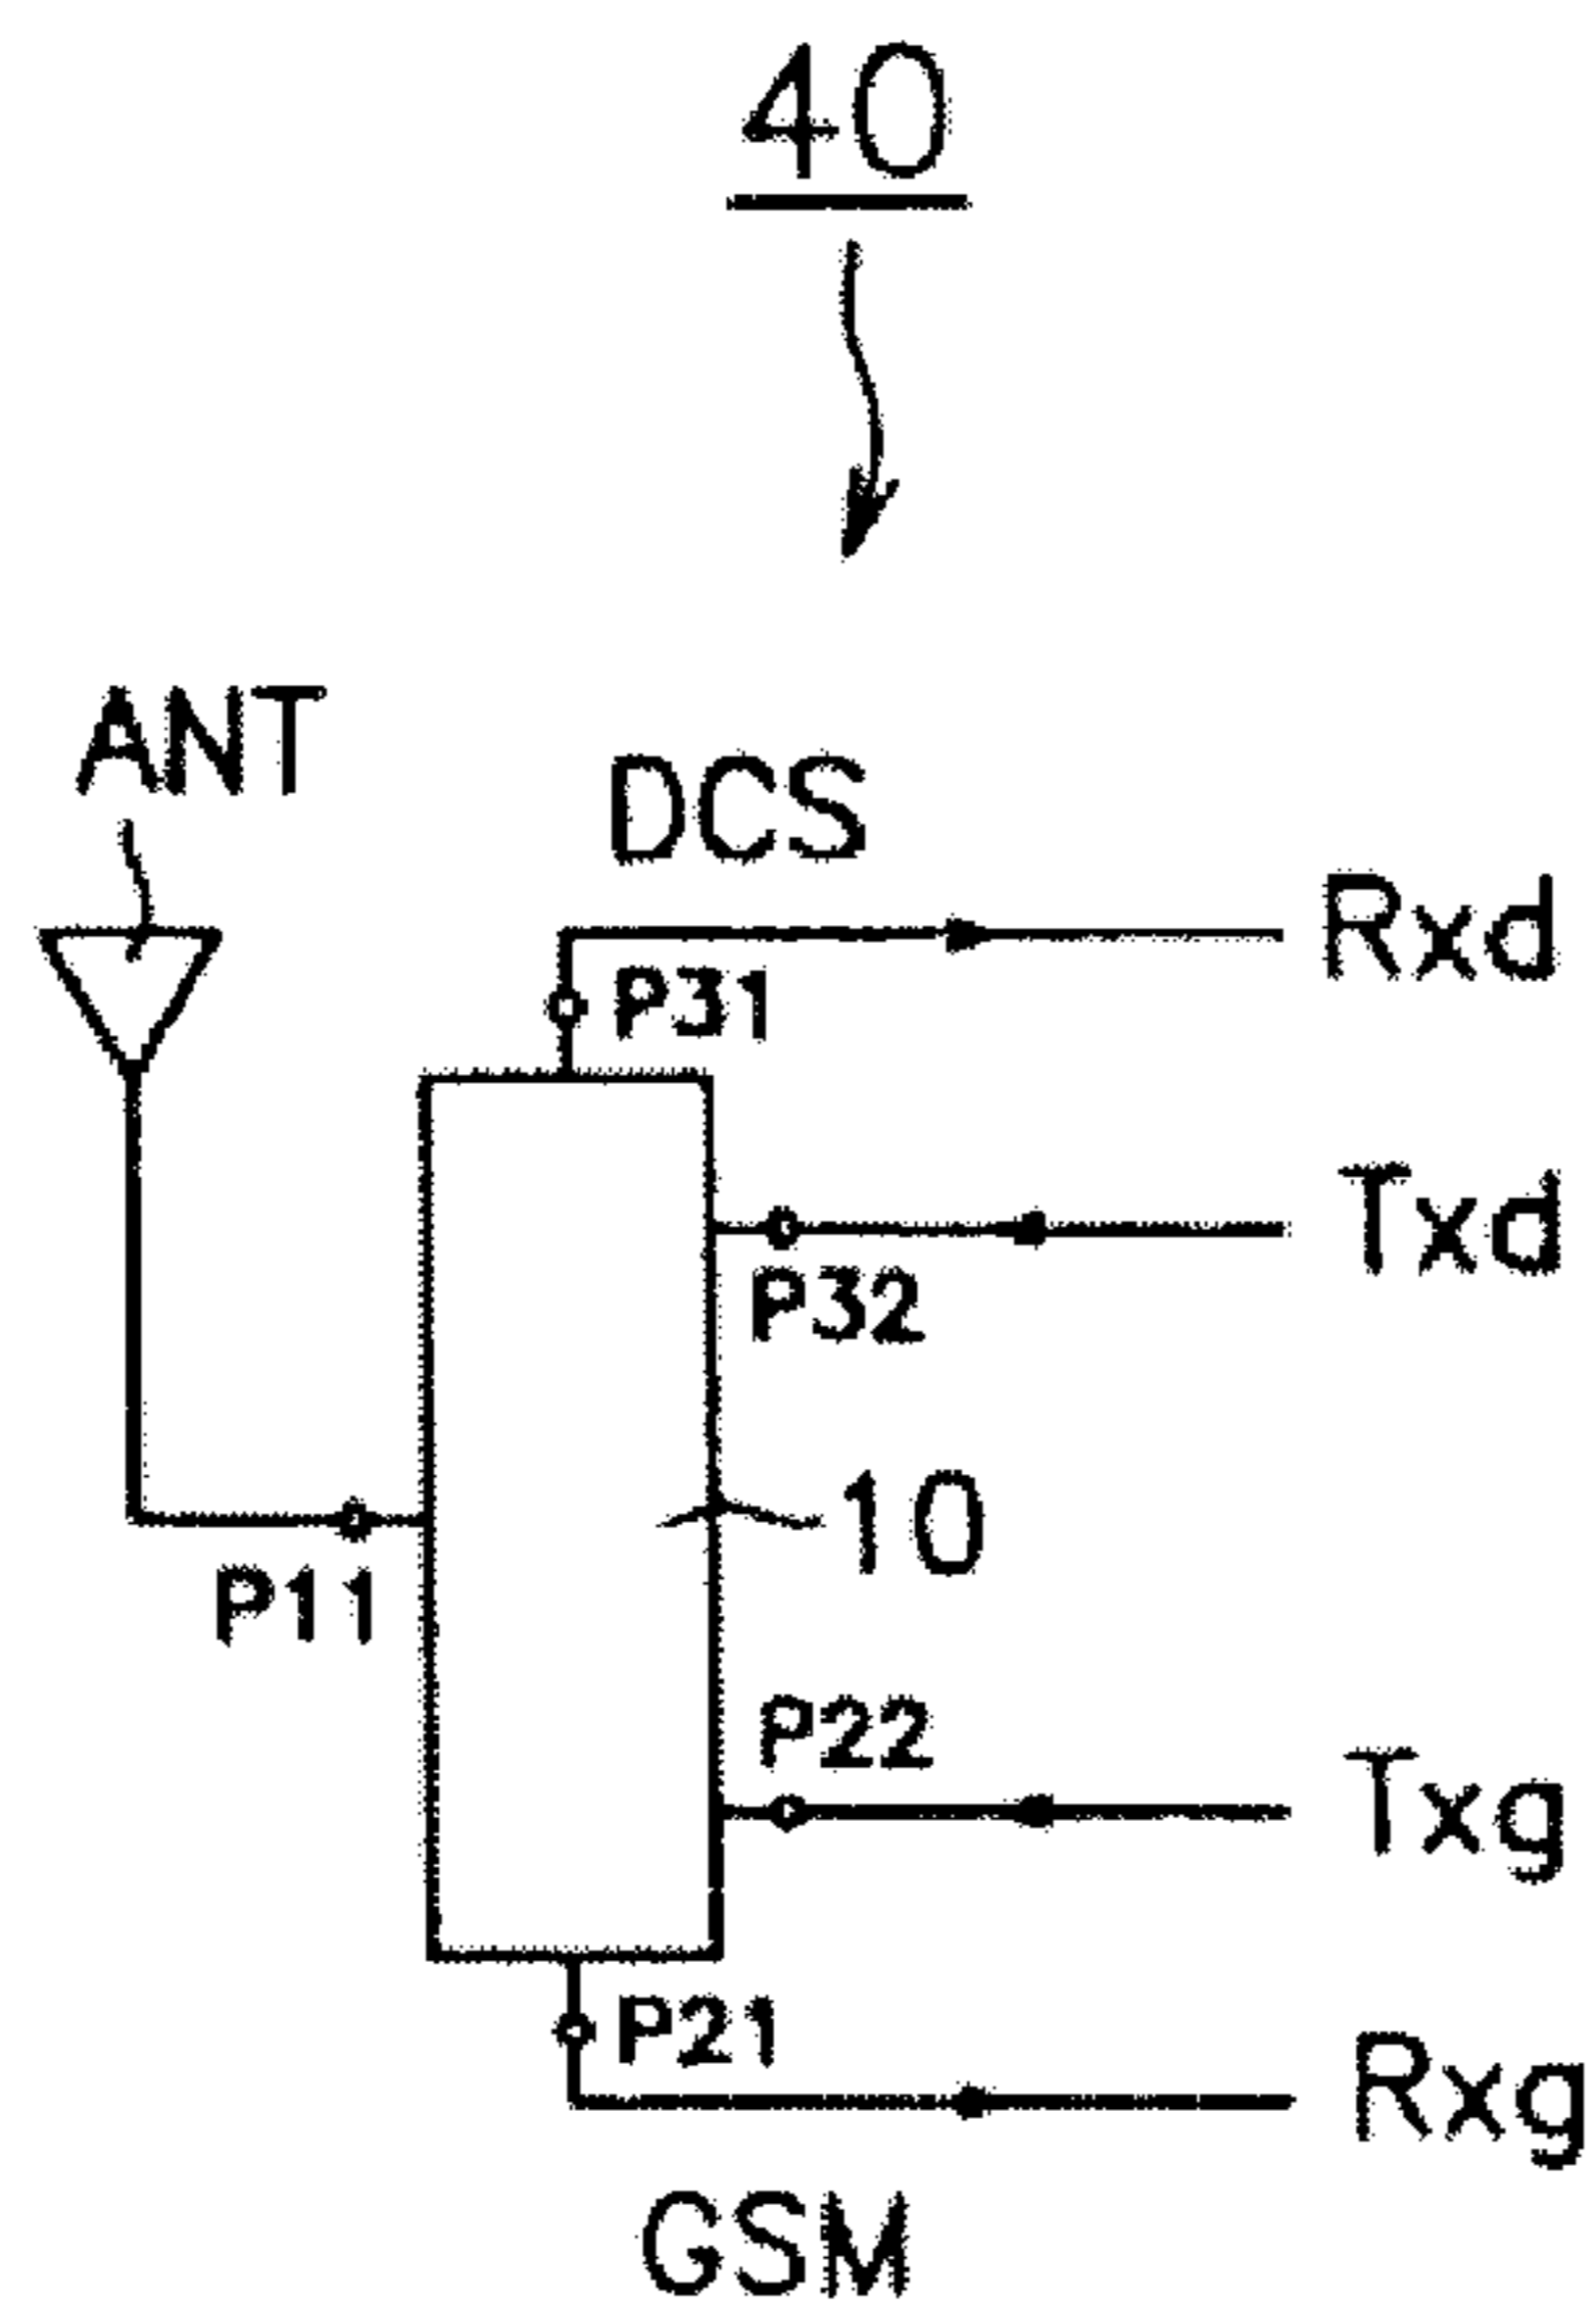 40
ANT
DCS
Rxd
P31
Txd
P32
10
P11
P22
Txg
P21
Rxg
GSM